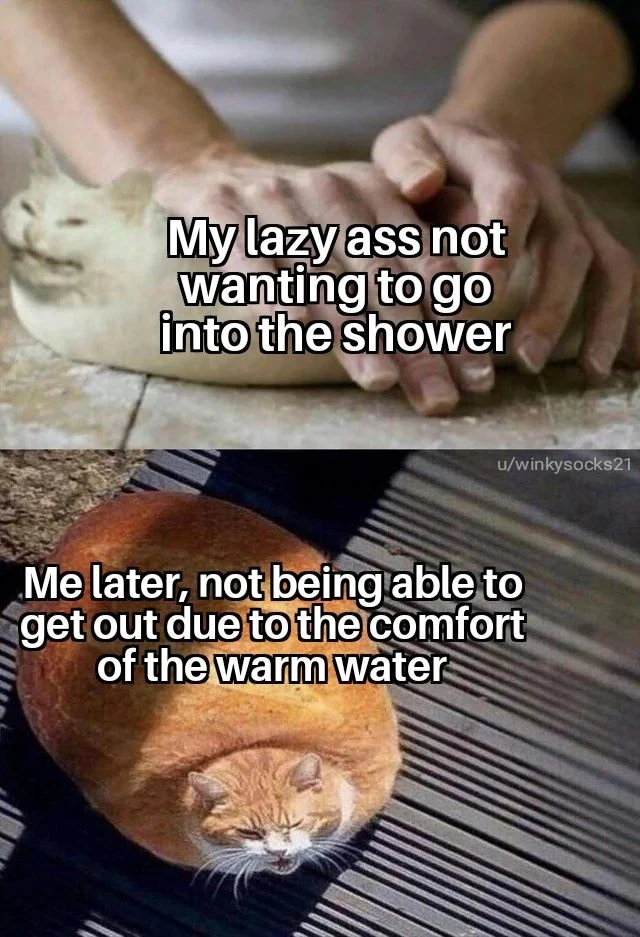 My lazy ass not
wanting to go
into the shower
u/winkysocks21
Me later, not being able to
get out due to the comfort
of the warm water